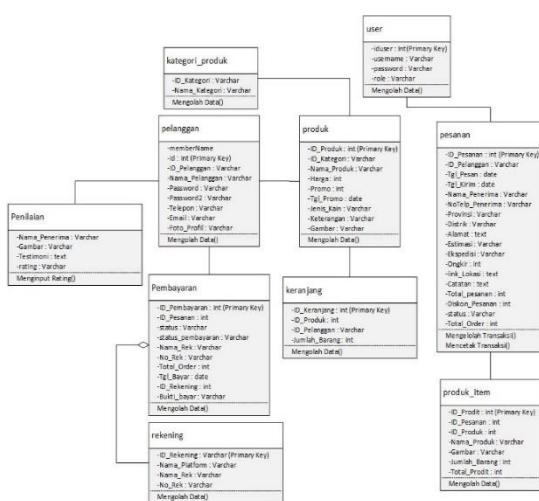 user
-iduser : Int(Primary Key)
-username : Varchar
-password : Varchar
-role : Varchar
Mengolah Data()
kategori_produk
-ID_Kategori : Varchar
-Nama_Kategori : Varchar
Mengolah Data()
pelanggan
-memberName
-id : int (Primary Key)
-ID_Pelanggan : Varchar
-Nama_Pelanggan : Varchar
-Password : Varchar
-Password2 : Varchar
-Telepon : Varchar
-Email : Varchar
-Foto_Profil : Varchar
Mengolah Data()
produk
-ID_Produk : int (Primary Key)
-ID_Kategori : Varchar
-Nama_Produk : Varchar
-Harga : int
-Promo : int
-Tgl_Promo : date
-Jenis_Kain : Varchar
-Keterangan : Varchar
-Gambar : Varchar
Mengolah Data()
pesanan
-ID_Pesanan : int (Primary Key)
-ID_Pelanggan : Varchar
-Tgl_Pesan : date
-Tgl_Kirim : date
-Nama_Penerima : Varchar
-NoTelp_Penerima : Varchar
-Provinsi : Varchar
-Distrik : Varchar
-Alamat : text
-Estimasi : Varchar
-Ekspedisi : Varchar
-Ongkir : int
-link_Lokasi : text
-Catatan : text
-Total_pesanan : int
-Diskon_Pesanan : int
-status : Varchar
-Total_Order : int
Mengelolah Transaksi()
Mencetak Transaksi()
Penilaian
-Nama_Penerima : Varchar
-Gambar : Varchar
-Testimoni : text
-rating : Varchar
Menginput Rating()
Pembayaran
-ID_Pembayaran : int (Primary Key)
-ID_Pesanan : int
-status : Varchar
-status_pembayaran : Varchar
-Nama_Rek : Varchar
-No_Rek : Varchar
-Total_Order : int
-Tgl_Bayar : date
-ID_Rekening : int
-Bukti_bayar : Varchar
Mengolah Data()
keranjang
-ID_Keranjang : int (Primary Key)
-ID_Produk : int
-ID_Pelanggan : Varchar
-Jumlah_Barang : int
Mengolah Data()
produk_item
-ID_Prodit : int (Primary Key)
-ID_Pesanan : int
-ID_Produk : int
-Nama_Produk : Varchar
-Gambar : Varchar
-Jumlah_Barang : int
-Total_Prodit : int
Mengolah Data()
rekening
-ID_Rekening : Varchar (Primary Key)
-Nama_Platform : Varchar
-Nama_Rek : Varchar
-No_Rek : Varchar
Mengolah Data()